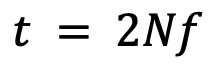 t = 2Nf